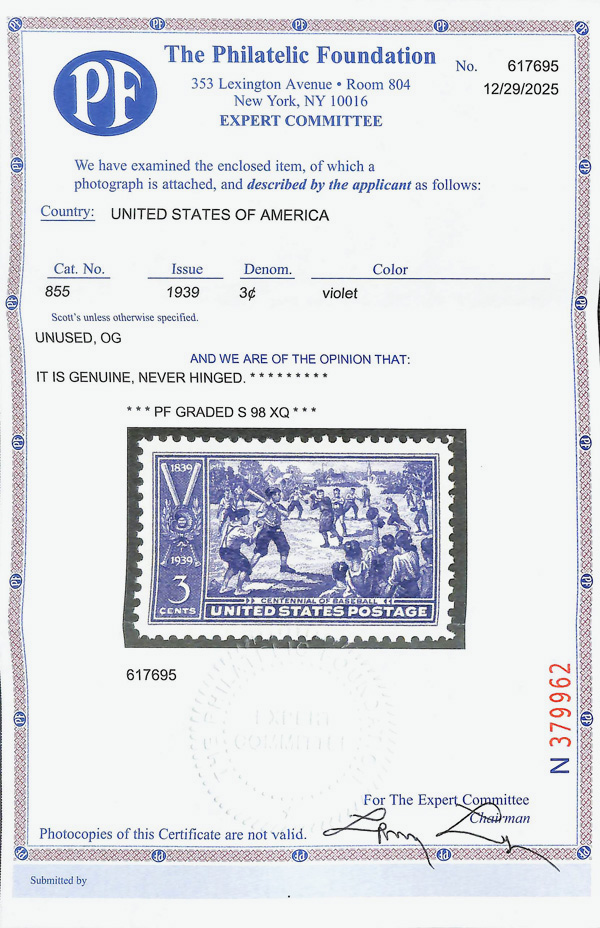 PF
The Philatelic Foundation
No. 617695
353 Lexington Avenue • Room 804
12/29/2025
New York, NY 10016
EXPERT COMMITTEE
We have examined the enclosed item, of which a
photograph is attached, and described by the applicant as follows:
Country: UNITED STATES OF AMERICA
Cat. No. Issue Denom. Color
855 1939 3¢ violet
Scott's unless otherwise specified.
UNUSED, OG
AND WE ARE OF THE OPINION THAT:
IT IS GENUINE, NEVER HINGED. * * * * * * * * *
* * * PF GRADED S 98 XQ * * *
1839
1939
3
CENTS
CENTENNIAL OF BASEBALL
UNITED STATES POSTAGE
617695
EXPERT
COMMITTEE
N 379962
For The Expert Committee
Chairman
Photocopies of this Certificate are not valid.
Submitted by